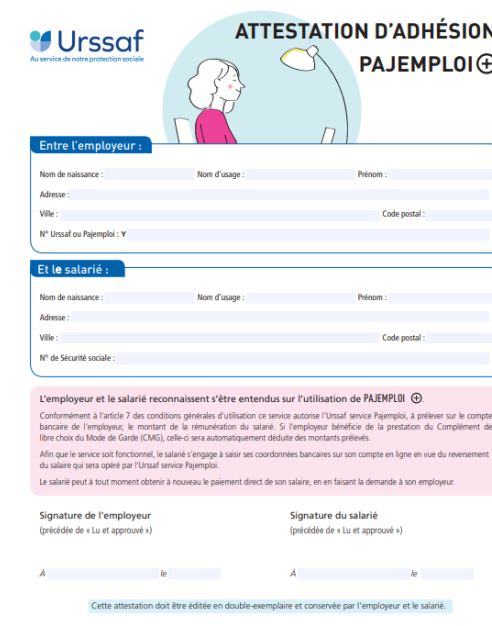 Urssaf
Au service de notre protection sociale
ATTESTATION D'ADHÉSION
PAJEMPLOI +
Entre l'employeur :
Nom de naissance : Nom d'usage : Prénom :
Adresse :
Ville : Code postal :
N° Urssaf ou Pajemploi : Y
Et le salarié :
Nom de naissance : Nom d'usage : Prénom :
Adresse :
Ville : Code postal :
N° de Sécurité sociale :
L'employeur et le salarié reconnaissent s'être entendus sur l'utilisation de PAJEMPLOI +.
Conformément à l'article 7 des conditions générales d'utilisation ce service autorise l'Urssaf service Pajemploi, à prélever sur le compte
bancaire de l'employeur, le montant de la rémunération du salarié. Si l'employeur bénéficie de la prestation du Complément de
libre choix du Mode de Garde (CMG), celle-ci sera automatiquement déduite des montants prélevés.
Afin que le service soit fonctionnel, le salarié s'engage à saisir ses coordonnées bancaires sur son compte en ligne en vue du reversement
du salaire qui sera opéré par l'Urssaf service Pajemploi.
Le salarié peut à tout moment obtenir à nouveau le paiement direct de son salaire, en en faisant la demande à son employeur.
Signature de l'employeur Signature du salarié
(précédée de « Lu et approuvé ») (précédée de « Lu et approuvé »)
À le À le
Cette attestation doit être éditée en double-exemplaire et conservée par l'employeur et le salarié.